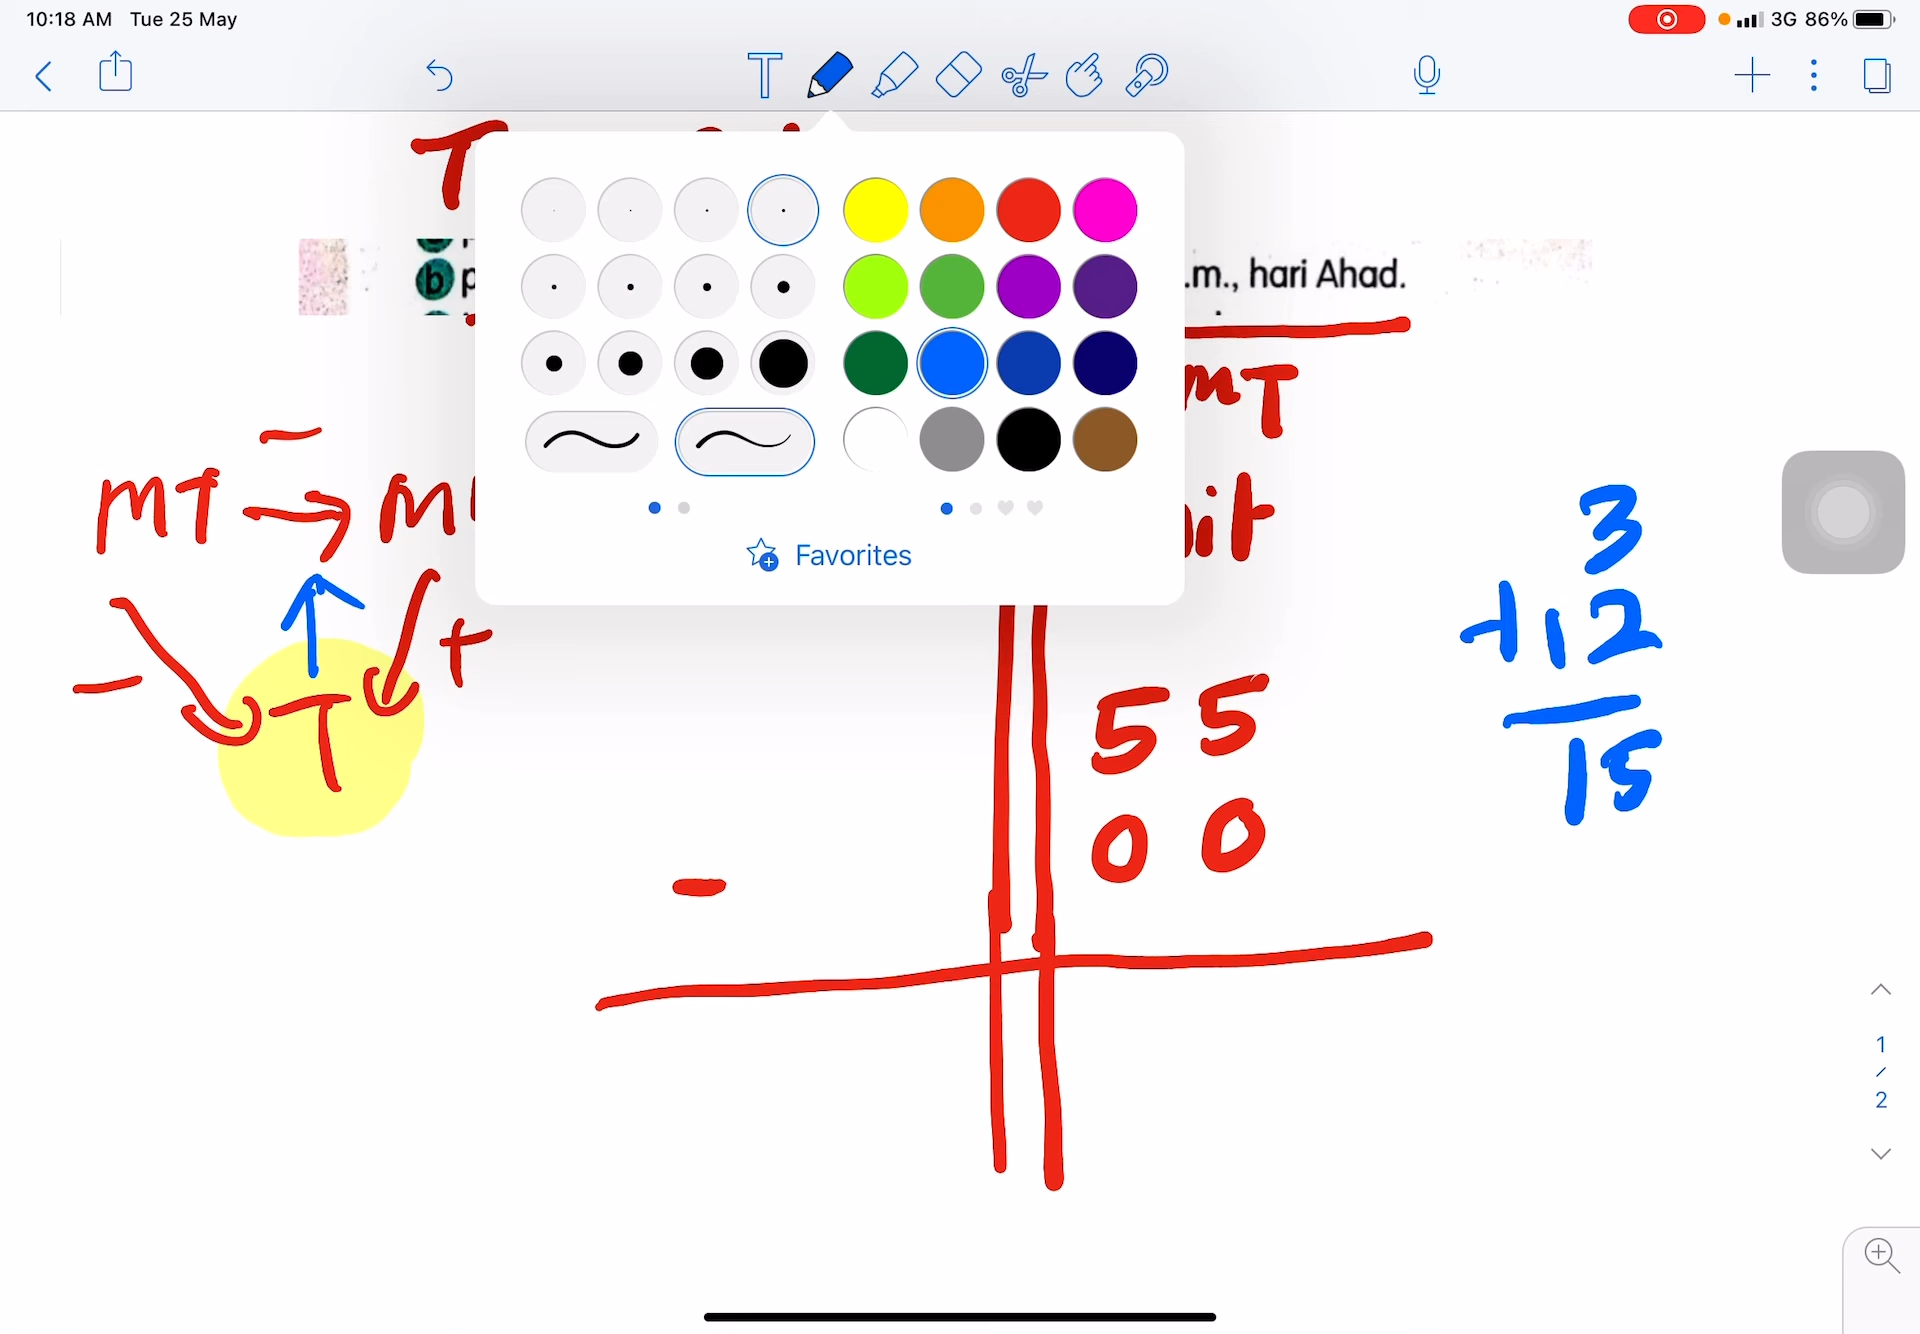 10:18 AM Tue 25 May
3G 86%
T
b p .m., hari Ahad.
MT
MT → M
Favorites
3
+12
15
T
+
-
-
55
00
-
1
/
2